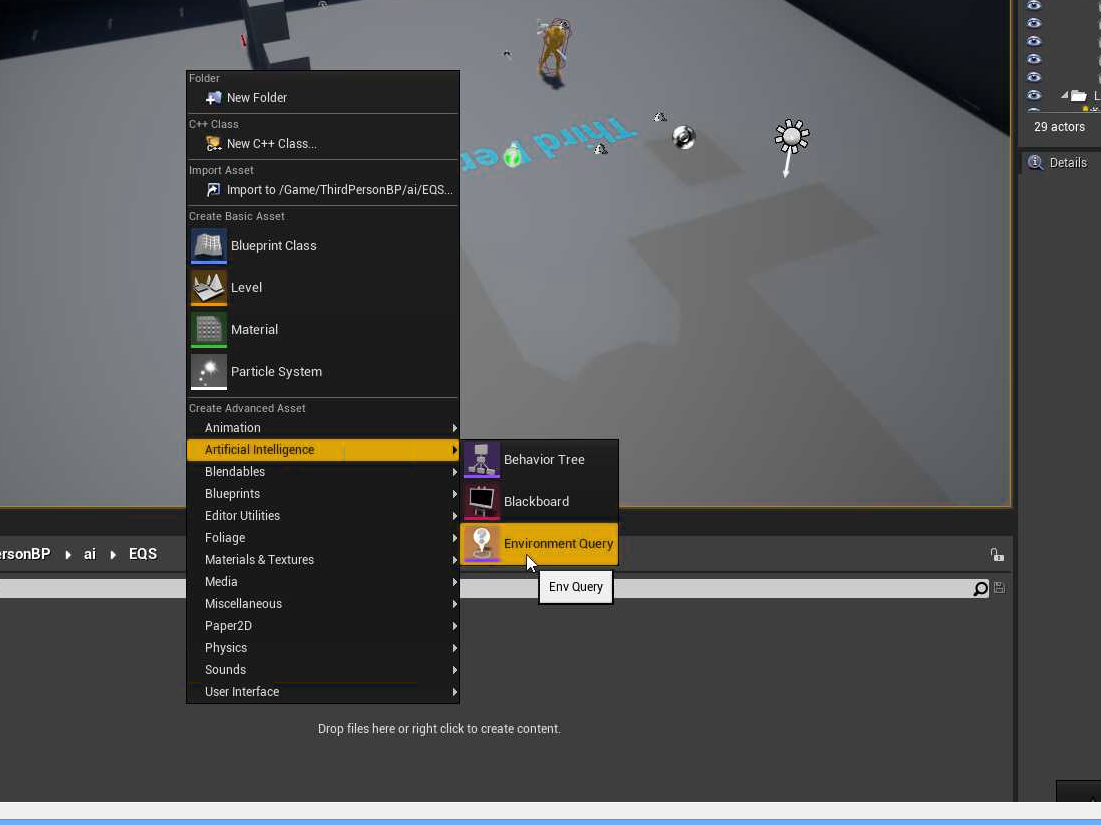 Folder
New Folder
C++ Class
New C++ Class...
Import Asset
Import to /Game/ThirdPersonBP/ai/EQS...
Create Basic Asset
Blueprint Class
Level
Material
Particle System
Create Advanced Asset
Animation
Artificial Intelligence
Blendables
Blueprints
Editor Utilities
Foliage
Materials & Textures
Media
Miscellaneous
Paper2D
Physics
Sounds
User Interface
Behavior Tree
Blackboard
Environment Query
Env Query
Third Per
L
29 actors
Details
rsonBP ai EQS
Drop files here or right click to create content.